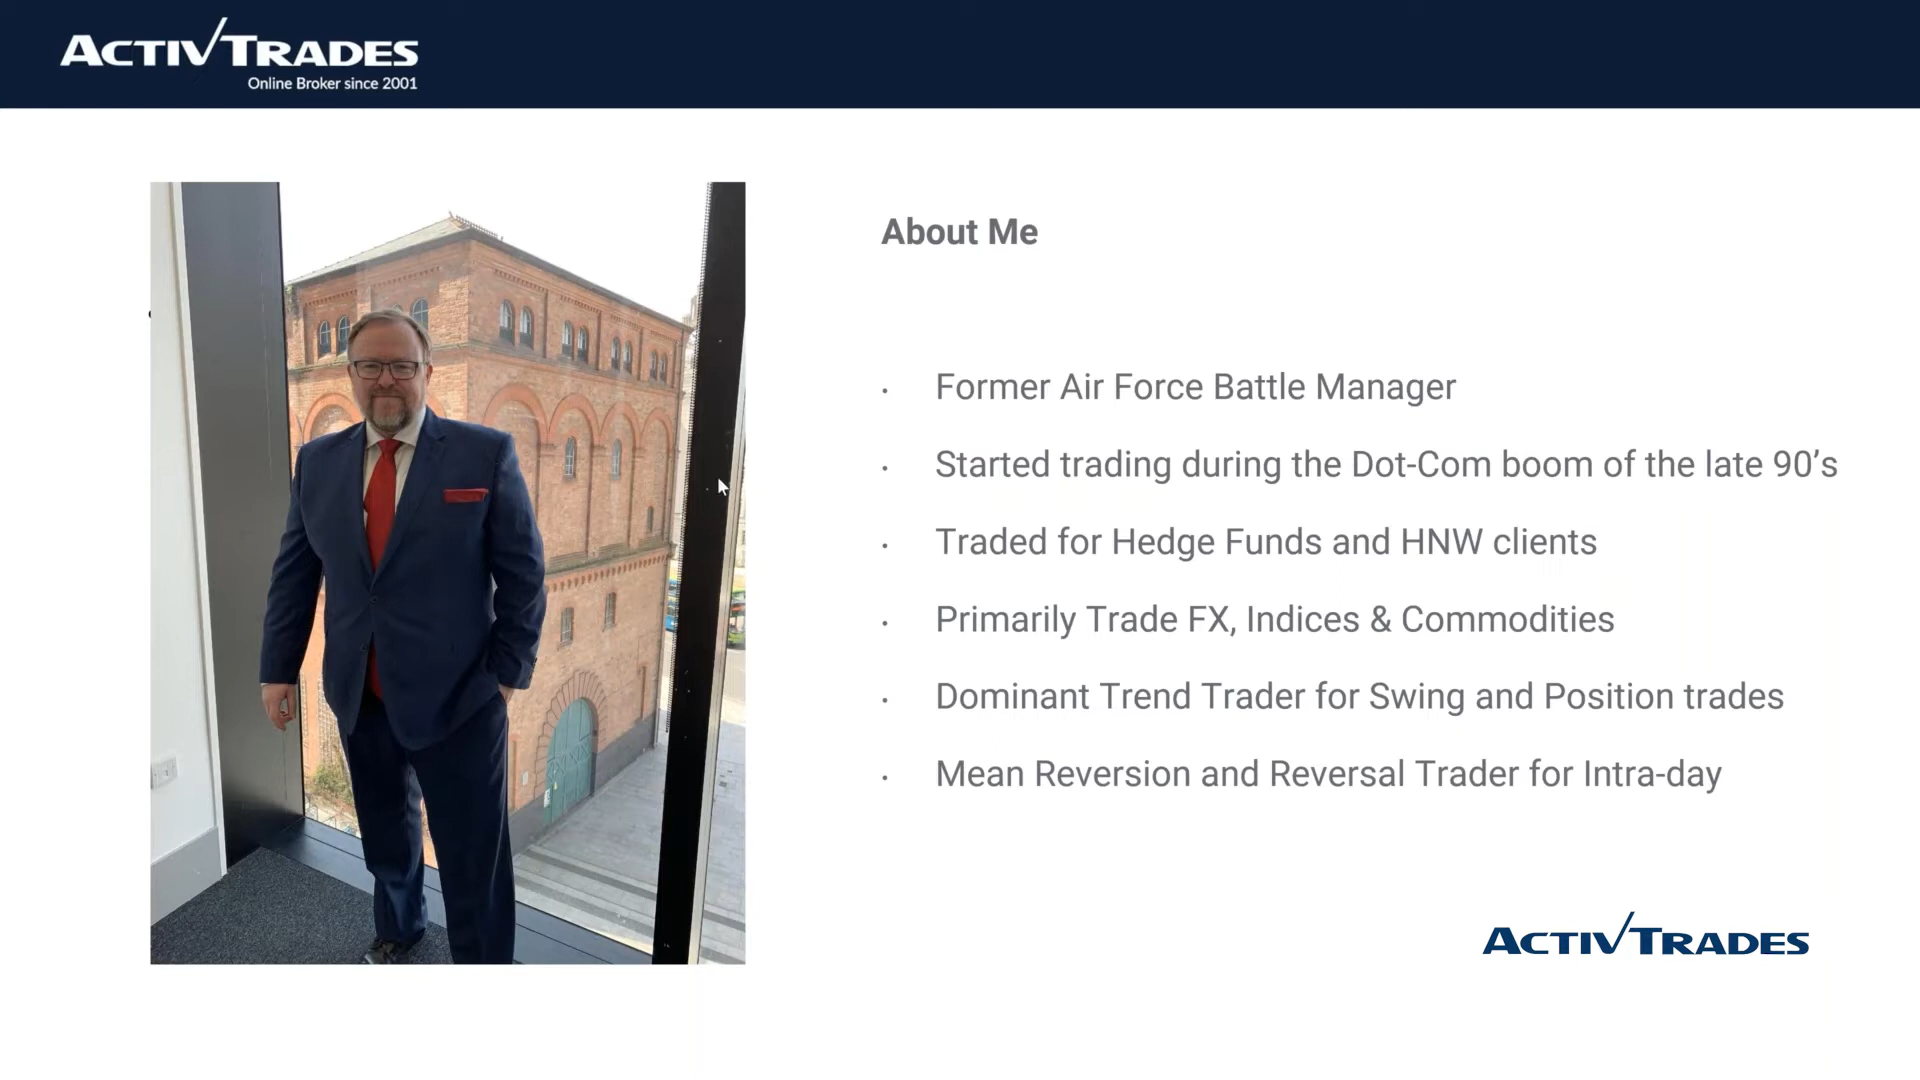 ACTIVTRADES
Online Broker since 2001
About Me
• Former Air Force Battle Manager
• Started trading during the Dot-Com boom of the late 90’s
• Traded for Hedge Funds and HNW clients
• Primarily Trade FX, Indices & Commodities
• Dominant Trend Trader for Swing and Position trades
• Mean Reversion and Reversal Trader for Intra-day
ACTIVTRADES